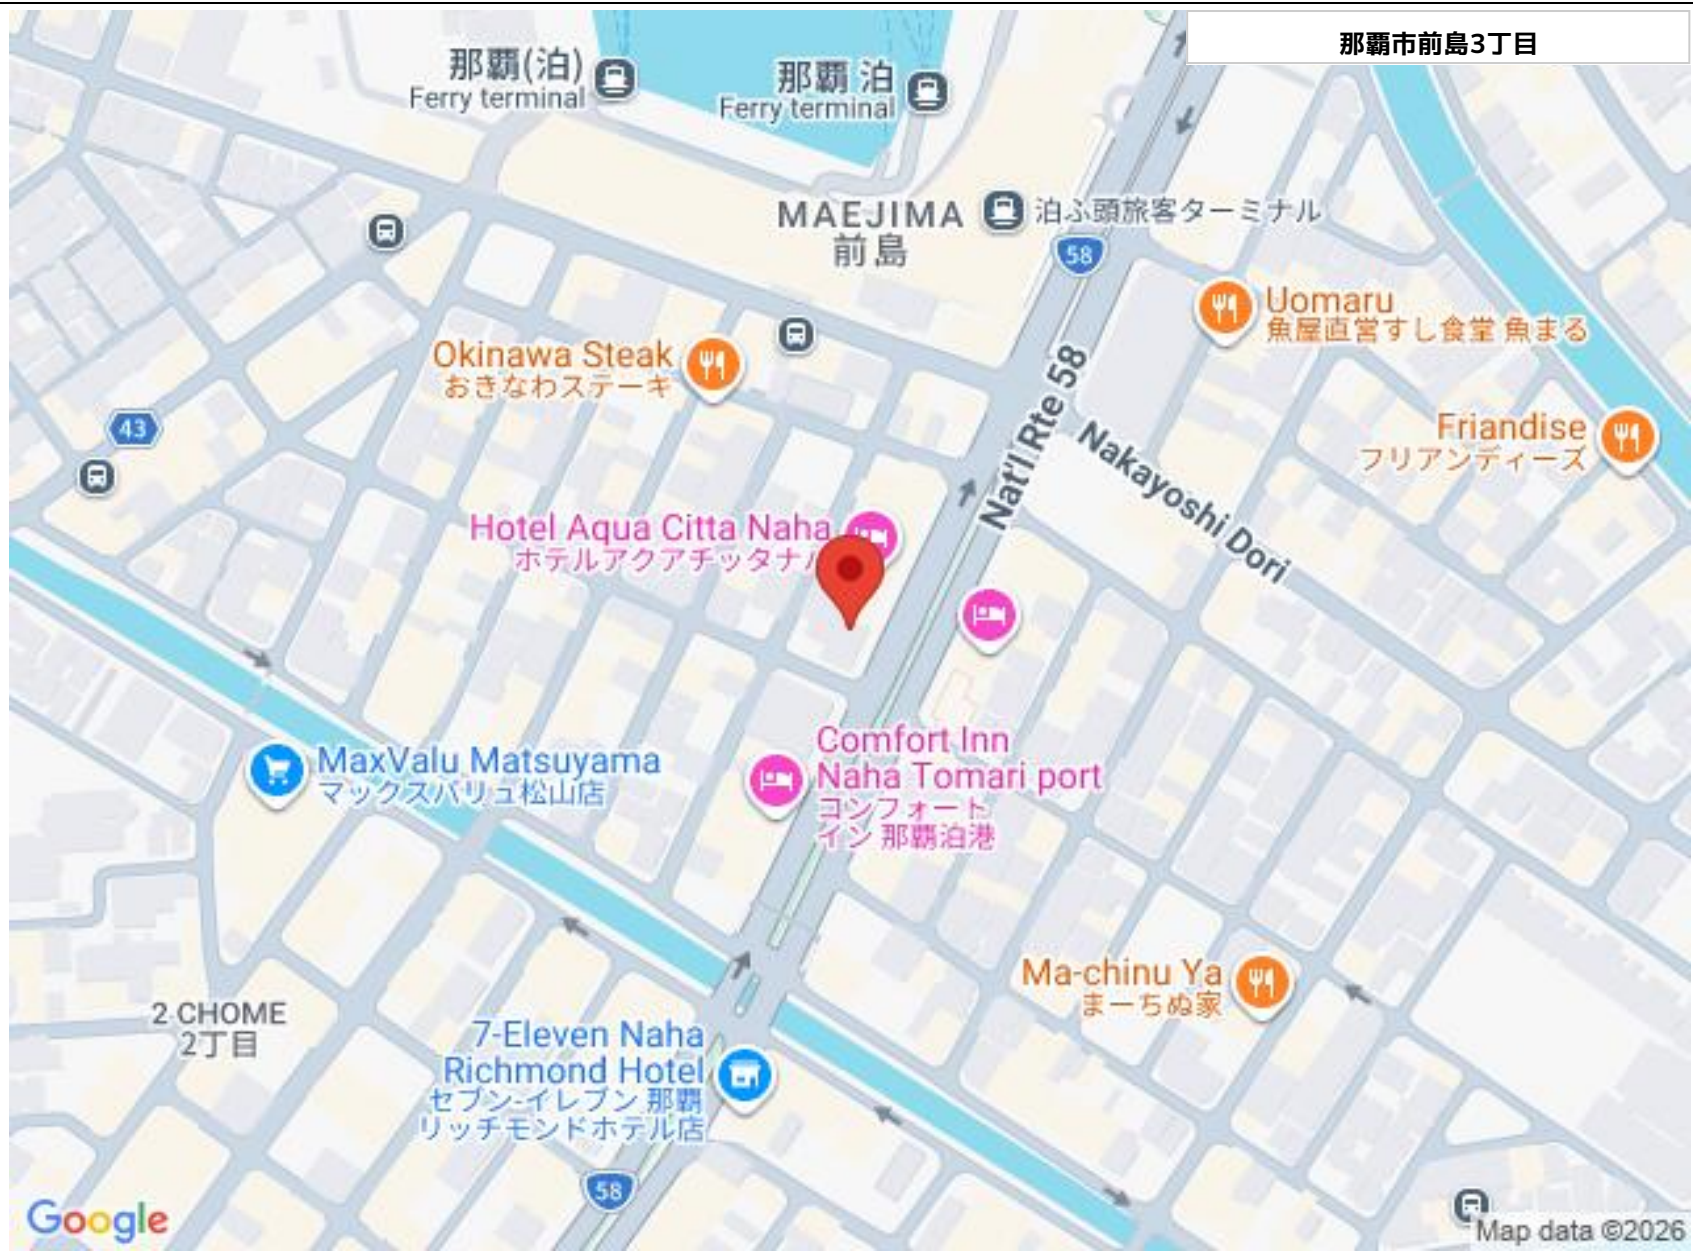 那覇市前島3丁目
那覇(泊)
Ferry terminal
那覇 泊
Ferry terminal
MAEJIMA
前島
泊ふ頭旅客ターミナル
58
Uomaru
魚屋直営すし食堂 魚まる
Okinawa Steak
おきなわステーキ
43
Nat'l Rte 58
Nakayoshi Dori
Friandise
フリアンディーズ
Hotel Aqua Citta Naha
ホテルアクアチッタナハ
MaxValu Matsuyama
マックスバリュ松山店
Comfort Inn
Naha Tomari port
コンフォート
イン 那覇泊港
Ma-chinu Ya
まーちぬ家
2 CHOME
2丁目
7-Eleven Naha
Richmond Hotel
セブン-イレブン 那覇
リッチモンドホテル店
58
Google
Map data ©2026